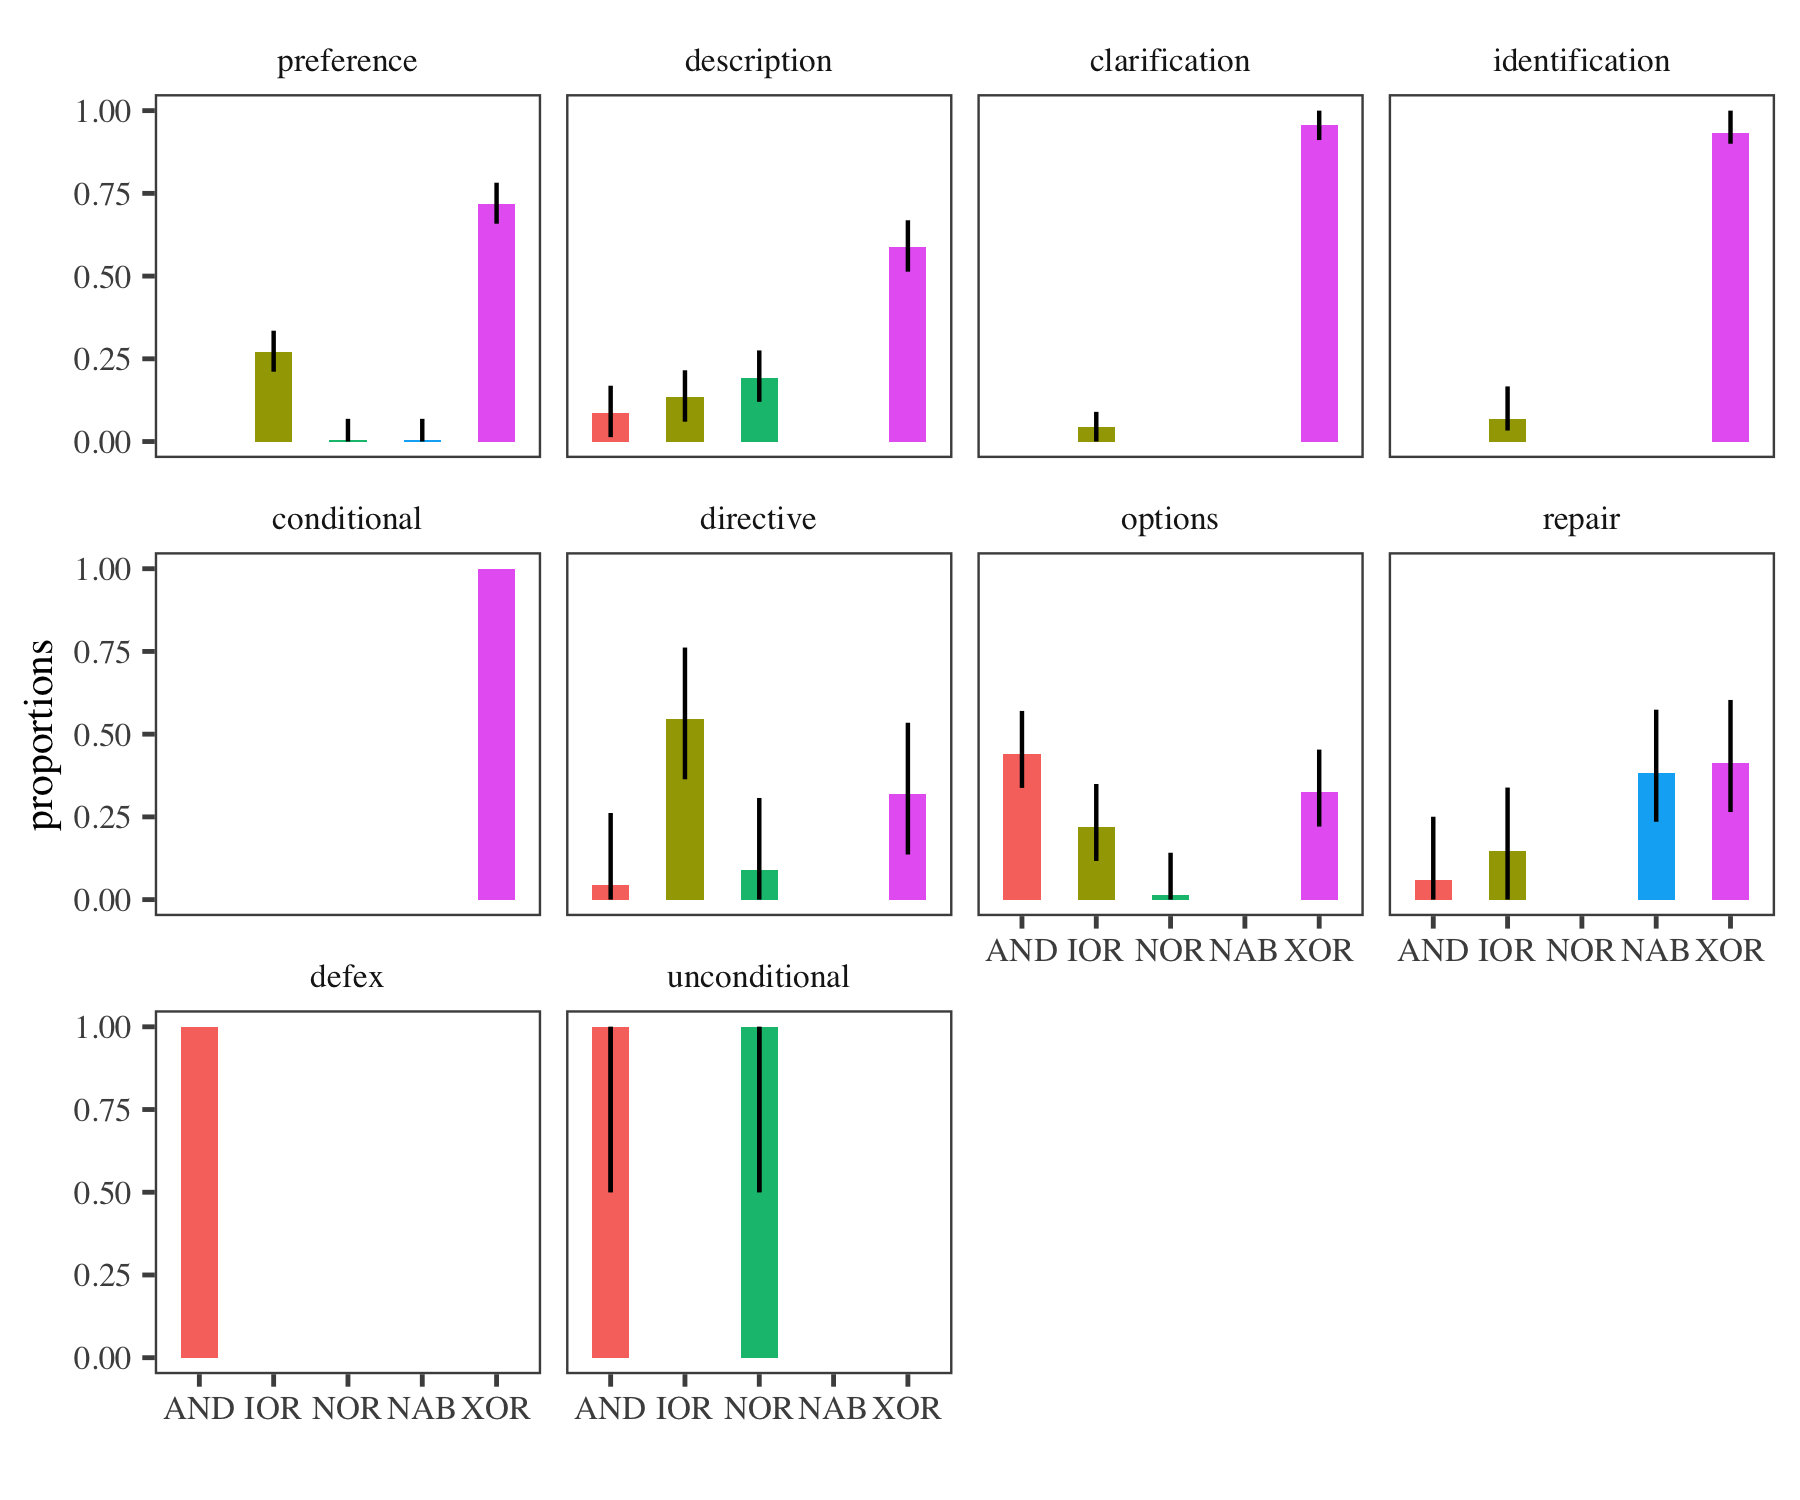 preference description clarification identification
1.00
0.75
0.50
0.25
0.00
conditional directive options repair
1.00
0.75
0.50
0.25
0.00
proportions
AND IOR NOR NAB XOR AND IOR NOR NAB XOR
defex unconditional
1.00
0.75
0.50
0.25
0.00
AND IOR NOR NAB XOR AND IOR NOR NAB XOR